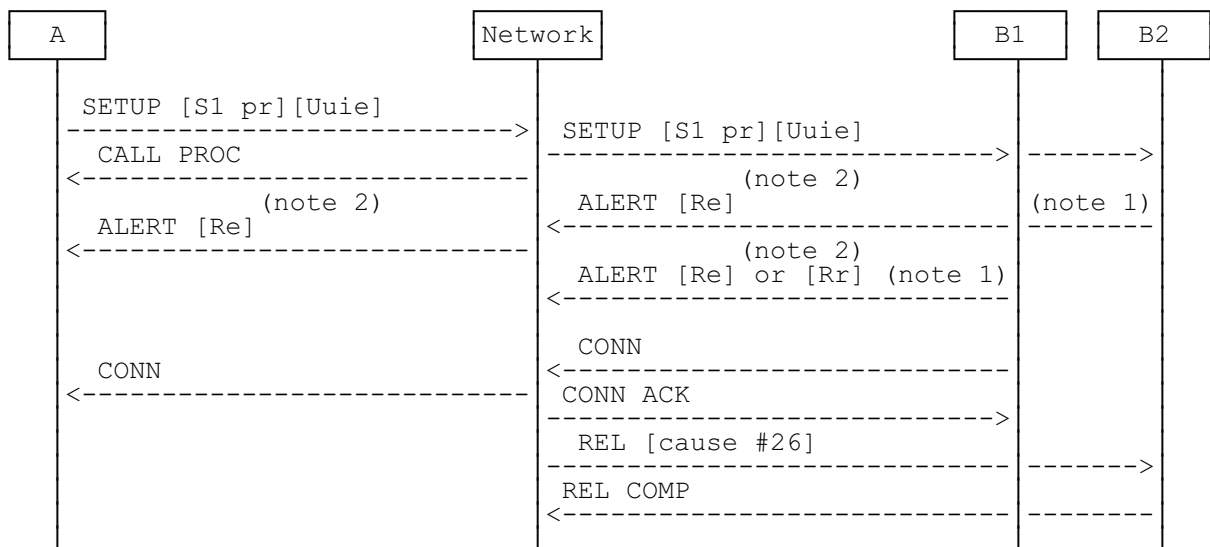 A Network B1 B2
SETUP [S1 pr][Uuie]
SETUP [S1 pr][Uuie]
CALL PROC
(note 2)
(note 2) ALERT [Re] (note 1)
ALERT [Re]
(note 2)
ALERT [Re] or [Rr] (note 1)
CONN
CONN
CONN ACK
REL [cause #26]
REL COMP